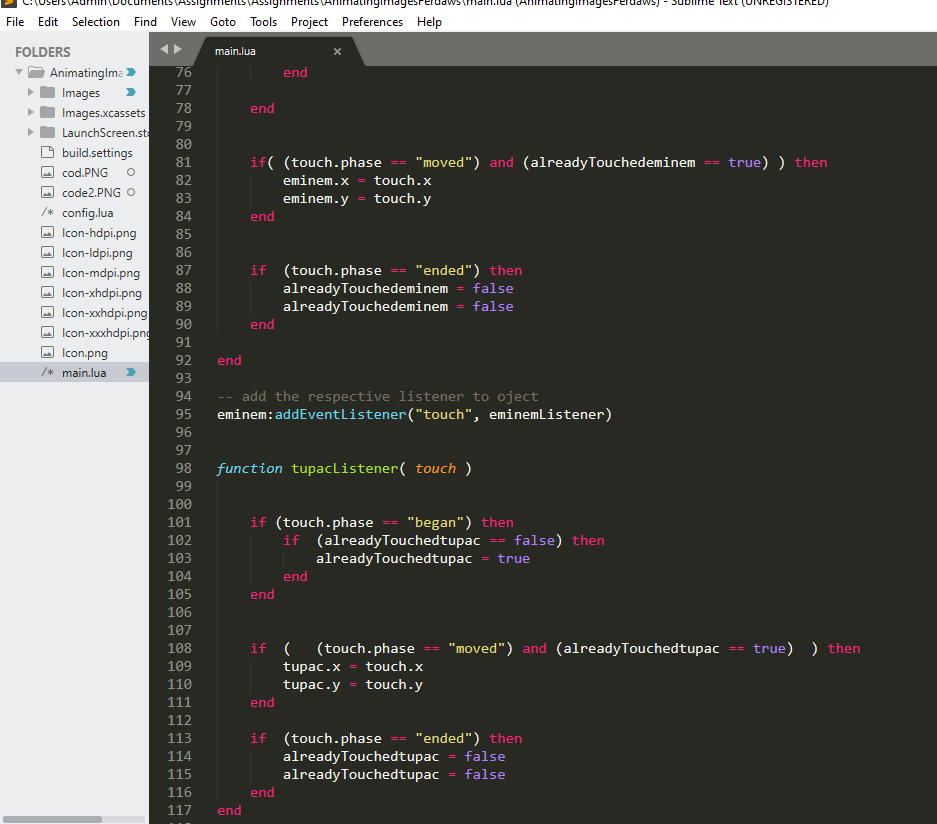 C:\Users\Admin\Documents\Assignments\Assignments\AnimatingImagesFerdaws\main.lua (AnimatingImagesFerdaws) - Sublime Text (UNREGISTERED)
File Edit Selection Find View Goto Tools Project Preferences Help
FOLDERS
AnimatingIma
Images
Images.xcassets
LaunchScreen.sto
build.settings
cod.PNG
code2.PNG
config.lua
Icon-hdpi.png
Icon-ldpi.png
Icon-mdpi.png
Icon-xhdpi.png
Icon-xxhdpi.png
Icon-xxxhdpi.png
Icon.png
main.lua
main.lua ×
76 end
77
78 end
79
80
81 if( (touch.phase == "moved") and (alreadyTouchedeminem == true) ) then
82 eminem.x = touch.x
83 eminem.y = touch.y
84 end
85
86
87 if (touch.phase == "ended") then
88 alreadyTouchedeminem = false
89 alreadyTouchedeminem = false
90 end
91
92 end
93
94 -- add the respective listener to oject
95 eminem:addEventListener("touch", eminemListener)
96
97
98 function tupacListener( touch )
99
100
101 if (touch.phase == "began") then
102 if (alreadyTouchedtupac == false) then
103 alreadyTouchedtupac = true
104 end
105 end
106
107
108 if ( (touch.phase == "moved") and (alreadyTouchedtupac == true) ) then
109 tupac.x = touch.x
110 tupac.y = touch.y
111 end
112
113 if (touch.phase == "ended") then
114 alreadyTouchedtupac = false
115 alreadyTouchedtupac = false
116 end
117 end